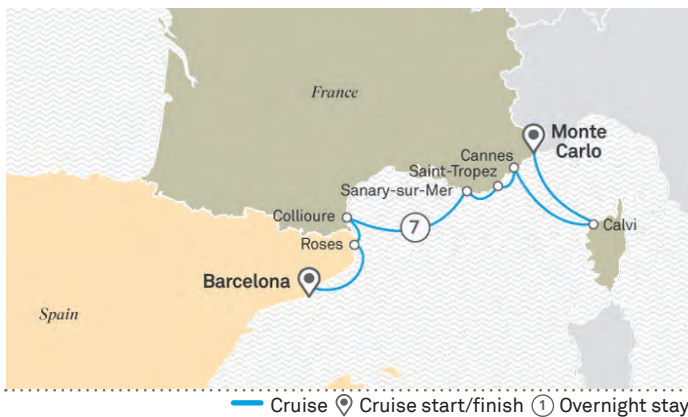 France
Monte
Carlo
Cannes
Saint-Tropez
Sanary-sur-Mer
Collioure
7
Calvi
Roses
Barcelona
Spain
Cruise Cruise start/finish 1 Overnight stay